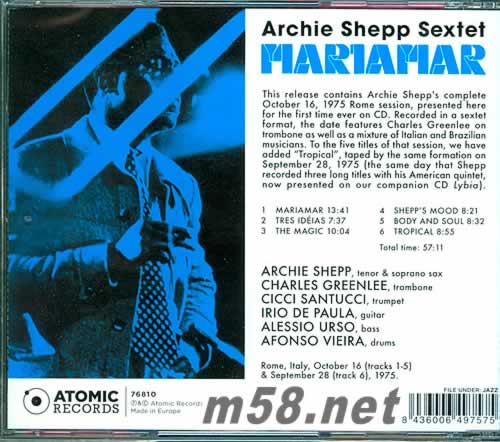 Archie Shepp Sextet
MARIAMAR
This release contains Archie Shepp's complete
October 16, 1975 Rome session, presented here
for the first time ever on CD. Recorded in a sextet
format, the date features Charles Greenlee on
trombone as well as a mixture of Italian and Brazilian
musicians. To the five titles of that session, we have
added "Tropical", taped by the same formation on
September 28, 1975 (the same day that Shepp
recorded three long titles with his American quintet,
now presented on our companion CD Lybia).
1 MARIAMAR 13:41
2 TRES IDÉIAS 7:37
3 THE MAGIC 10:04
4 SHEPP'S MOOD 8:21
5 BODY AND SOUL 8:32
6 TROPICAL 8:55
Total time: 57:11
ARCHIE SHEPP, tenor & soprano sax
CHARLES GREENLEE, trombone
CICCI SANTUCCI, trumpet
IRIO DE PAULA, guitar
ALESSIO URSO, bass
AFONSO VIEIRA, drums
Rome, Italy, October 16 (tracks 1-5)
& September 28 (track 6), 1975.
FILE UNDER: JAZZ
ATOMIC
RECORDS
76810
℗&© Atomic Records
Made in Europe
m58.net
8 436006 497575